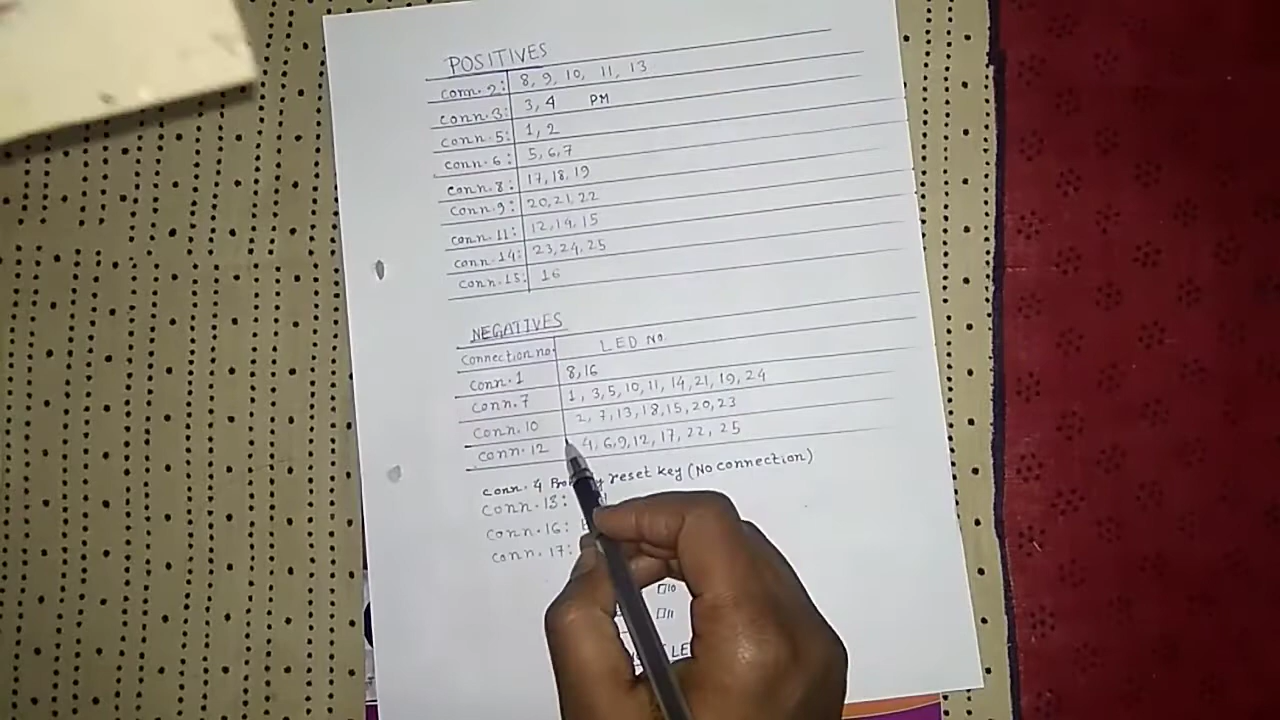 POSITIVES
conn. 2: 8, 9, 10, 11, 13
conn. 3: 3, 4 PM
conn. 5: 1, 2
conn. 6: 5, 6, 7
conn. 8: 17, 18, 19
conn. 9: 20, 21, 22
conn. 11: 12, 14, 15
conn. 14: 23, 24, 25
conn. 15: 16
NEGATIVES
connection no: LED No.
conn. 1 8, 16
conn. 7 1, 3, 5, 10, 11, 14, 21, 19, 24
conn. 10 2, 7, 13, 18, 15, 20, 23
conn. 12 4, 6, 9, 12, 17, 22, 25
conn. 4 reset key (No connection)
conn. 13:
conn. 16:
conn. 17:
10
11